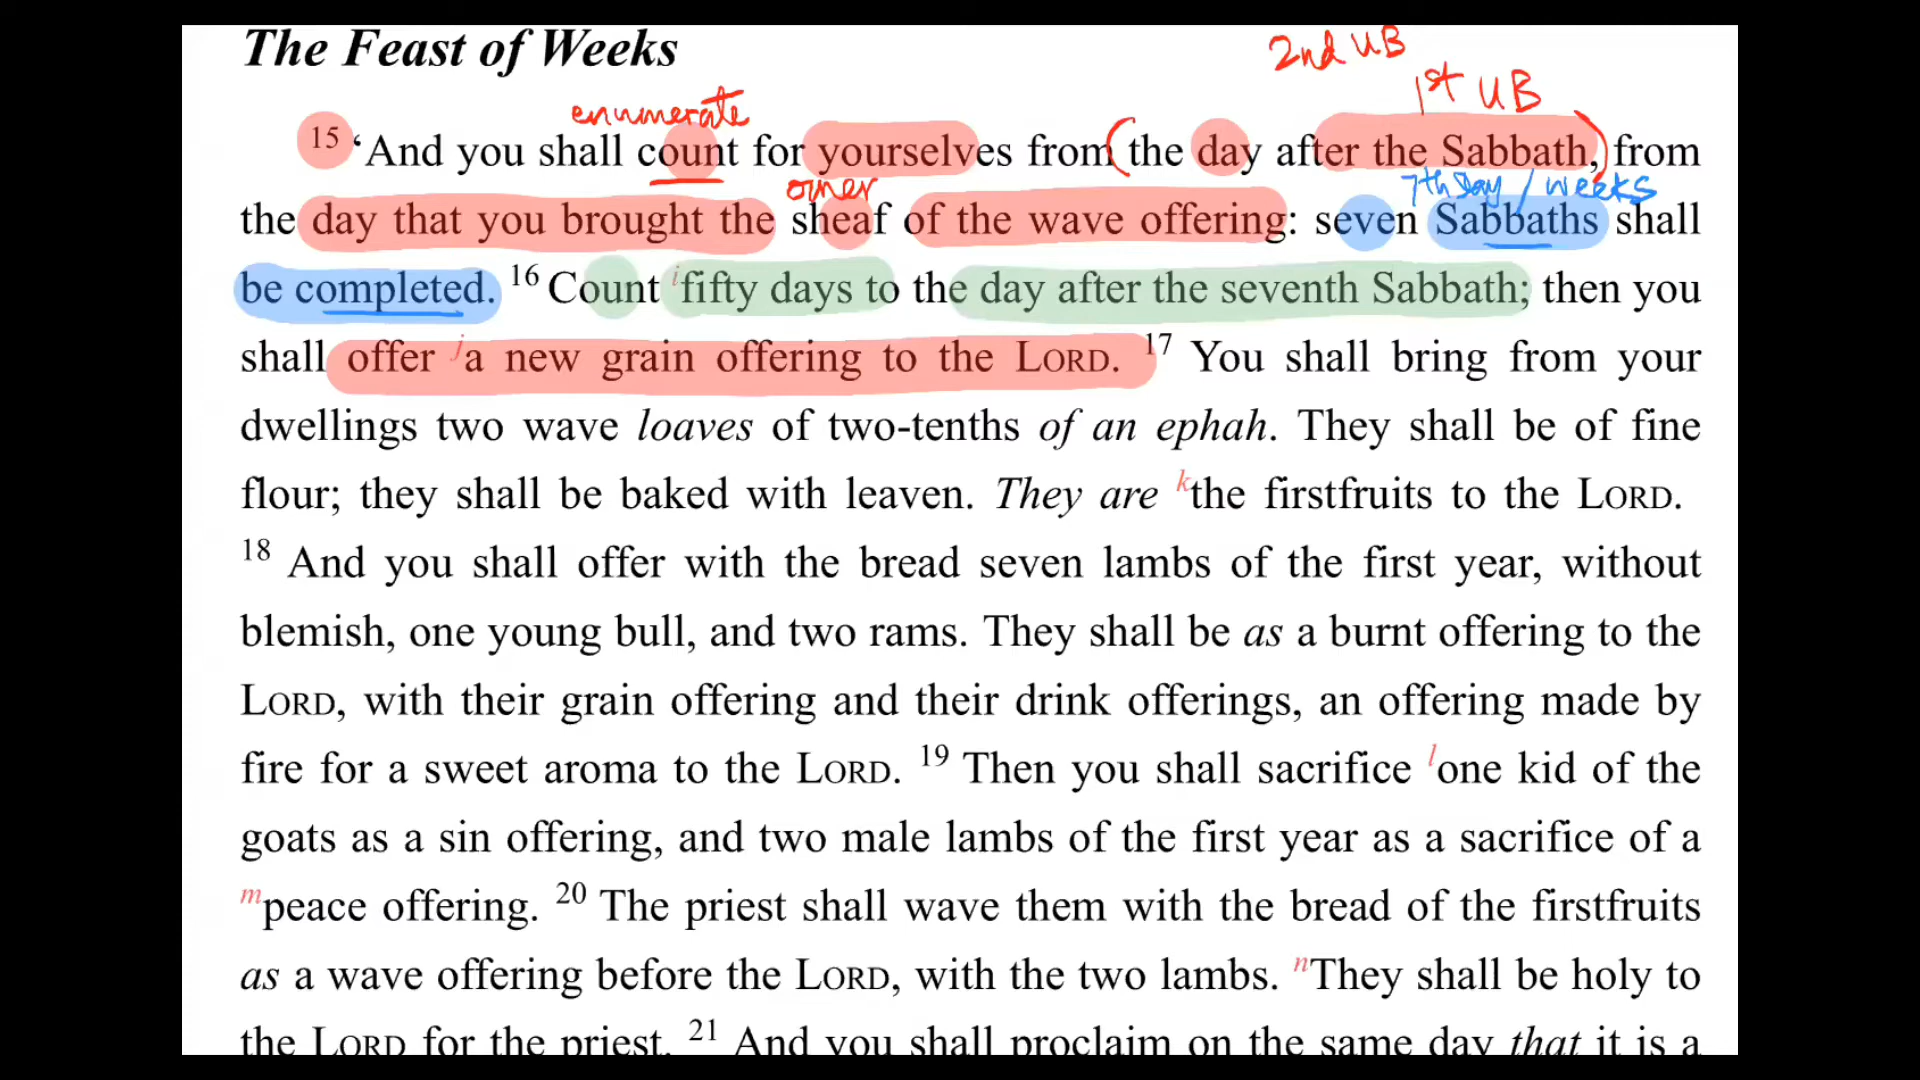 The Feast of Weeks
2nd UB
1st UB
enumerate
15 ‘And you shall count for yourselves from (the day after the Sabbath,) from
omer
7th Day / weeks
the day that you brought the sheaf of the wave offering: seven Sabbaths shall
be completed. 16 Count i fifty days to the day after the seventh Sabbath; then you
shall offer j a new grain offering to the LORD. 17 You shall bring from your
dwellings two wave loaves of two-tenths of an ephah. They shall be of fine
flour; they shall be baked with leaven. They are k the firstfruits to the LORD.
18 And you shall offer with the bread seven lambs of the first year, without
blemish, one young bull, and two rams. They shall be as a burnt offering to the
LORD, with their grain offering and their drink offerings, an offering made by
fire for a sweet aroma to the LORD. 19 Then you shall sacrifice l one kid of the
goats as a sin offering, and two male lambs of the first year as a sacrifice of a
m peace offering. 20 The priest shall wave them with the bread of the firstfruits
as a wave offering before the LORD, with the two lambs. n They shall be holy to
the LORD for the priest. 21 And you shall proclaim on the same day that it is a